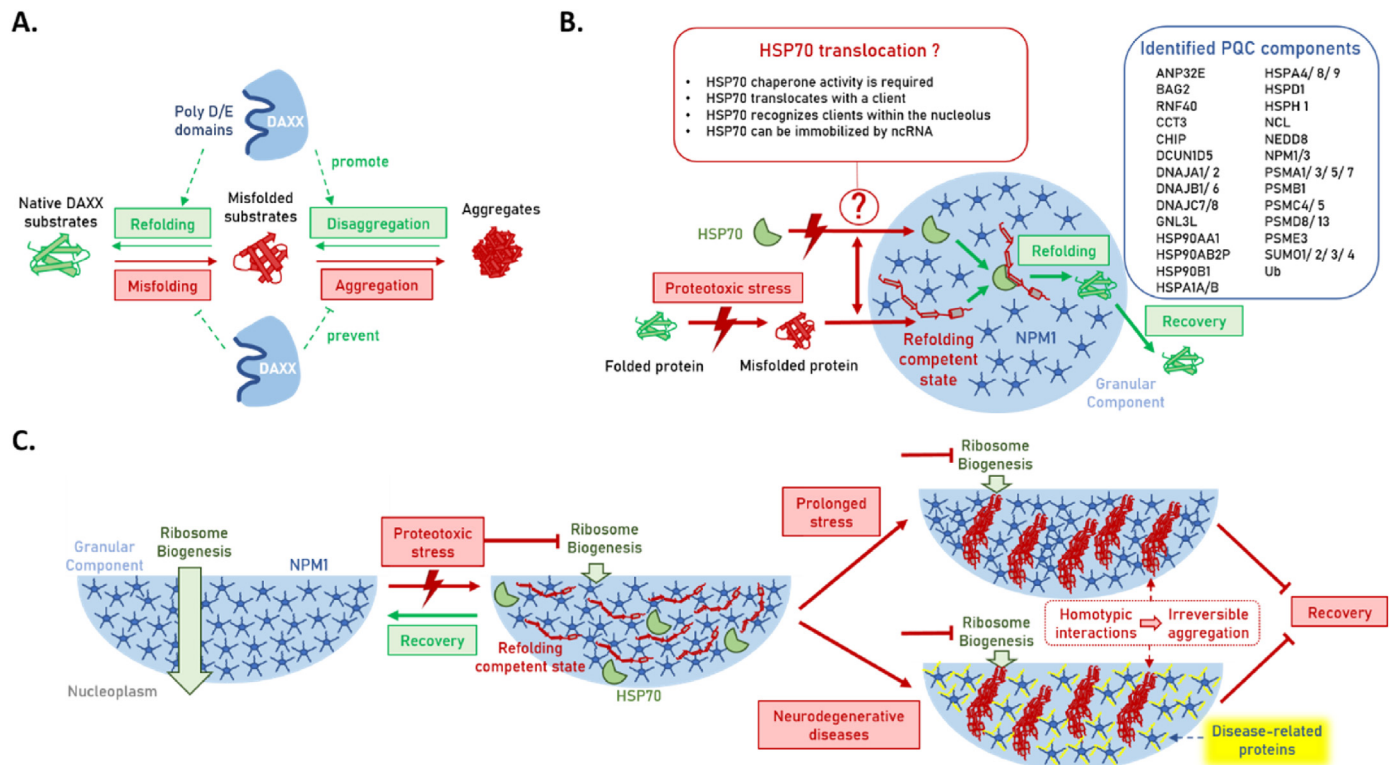 A.
Poly D/E
domains
DAXX
promote
Native DAXX
substrates
Misfolded
substrates
Aggregates
Refolding
Disaggregation
Misfolding
Aggregation
DAXX
prevent
B.
HSP70 translocation ?
• HSP70 chaperone activity is required
• HSP70 translocates with a client
• HSP70 recognizes clients within the nucleolus
• HSP70 can be immobilized by ncRNA
?
HSP70
Refolding
Proteotoxic stress
Folded protein
Misfolded protein
Refolding
competent
state
NPM1
Granular
Component
Recovery
Identified PQC components
ANP32E
BAG2
RNF40
CCT3
CHIP
DCUN1D5
DNAJA1/ 2
DNAJB1/ 6
DNAJC7/8
GNL3L
HSP90AA1
HSP90AB2P
HSP90B1
HSPA1A/B
HSPA4/ 8/ 9
HSPD1
HSPH 1
NCL
NEDD8
NPM1/3
PSMA1/ 3/ 5/ 7
PSMB1
PSMC4/ 5
PSMD8/ 13
PSME3
SUMO1/ 2/ 3/ 4
Ub
C.
Granular
Component
Ribosome
Biogenesis
NPM1
Nucleoplasm
Proteotoxic
stress
Recovery
Ribosome
Biogenesis
Refolding
competent state
HSP70
Prolonged
stress
Neurodegenerative
diseases
Ribosome
Biogenesis
Homotypic
interactions
Irreversible
aggregation
Recovery
Ribosome
Biogenesis
Disease-related
proteins